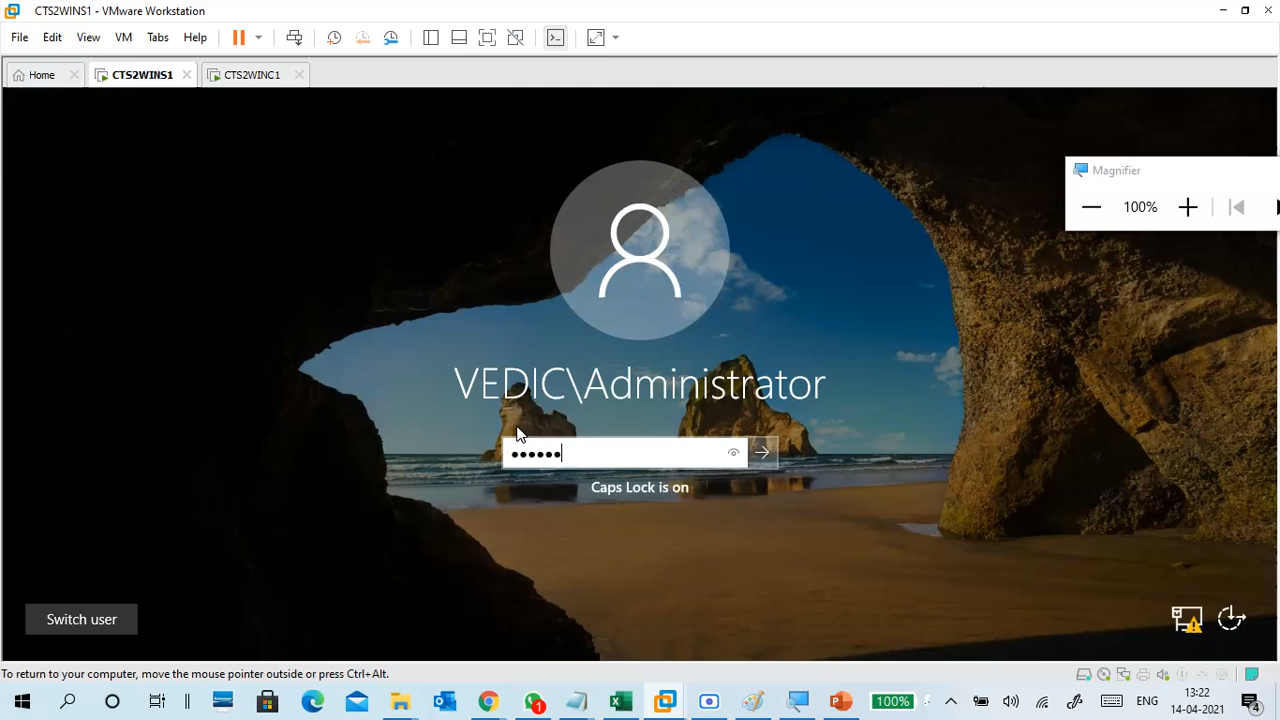 CTS2WINS1 - VMware Workstation
File Edit View VM Tabs Help
Home CTS2WINS1 CTS2WINC1
Magnifier
100%
VEDIC\Administrator
Caps Lock is on
Switch user
To return to your computer, move the mouse pointer outside or press Ctrl+Alt.
1 100% ENG 13:22
14-04-2021 4